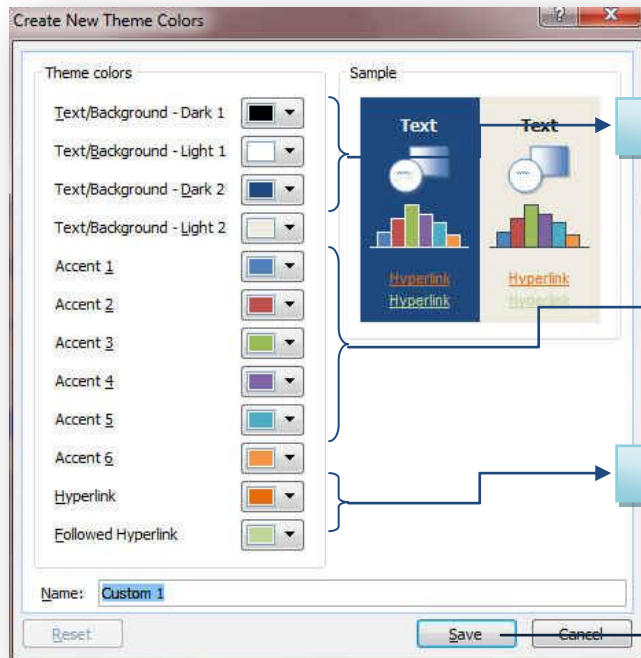 Create New Theme Colors
Theme colors
Text/Background - Dark 1
Text/Background - Light 1
Text/Background - Dark 2
Text/Background - Light 2
Accent 1
Accent 2
Accent 3
Accent 4
Accent 5
Accent 6
Hyperlink
Followed Hyperlink
Sample
Text Text
Hyperlink Hyperlink
Hyperlink Hyperlink
Name: Custom 1
Reset Save Cancel